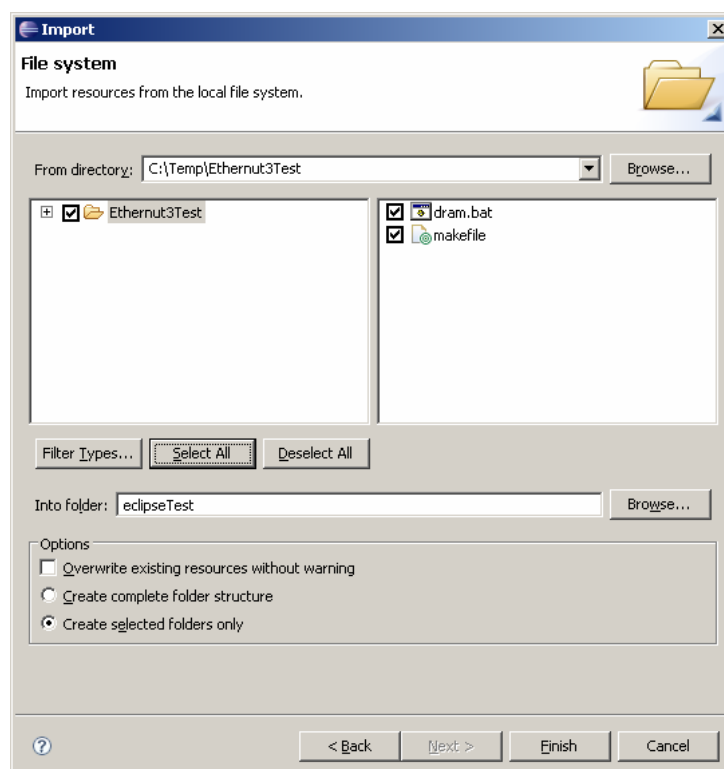 Import
File system
Import resources from the local file system.
From directory: C:\Temp\Ethernut3Test Browse...
Ethernut3Test
dram.bat
makefile
Filter Types... Select All Deselect All
Into folder: eclipseTest Browse...
Options
Overwrite existing resources without warning
Create complete folder structure
Create selected folders only
< Back Next > Finish Cancel